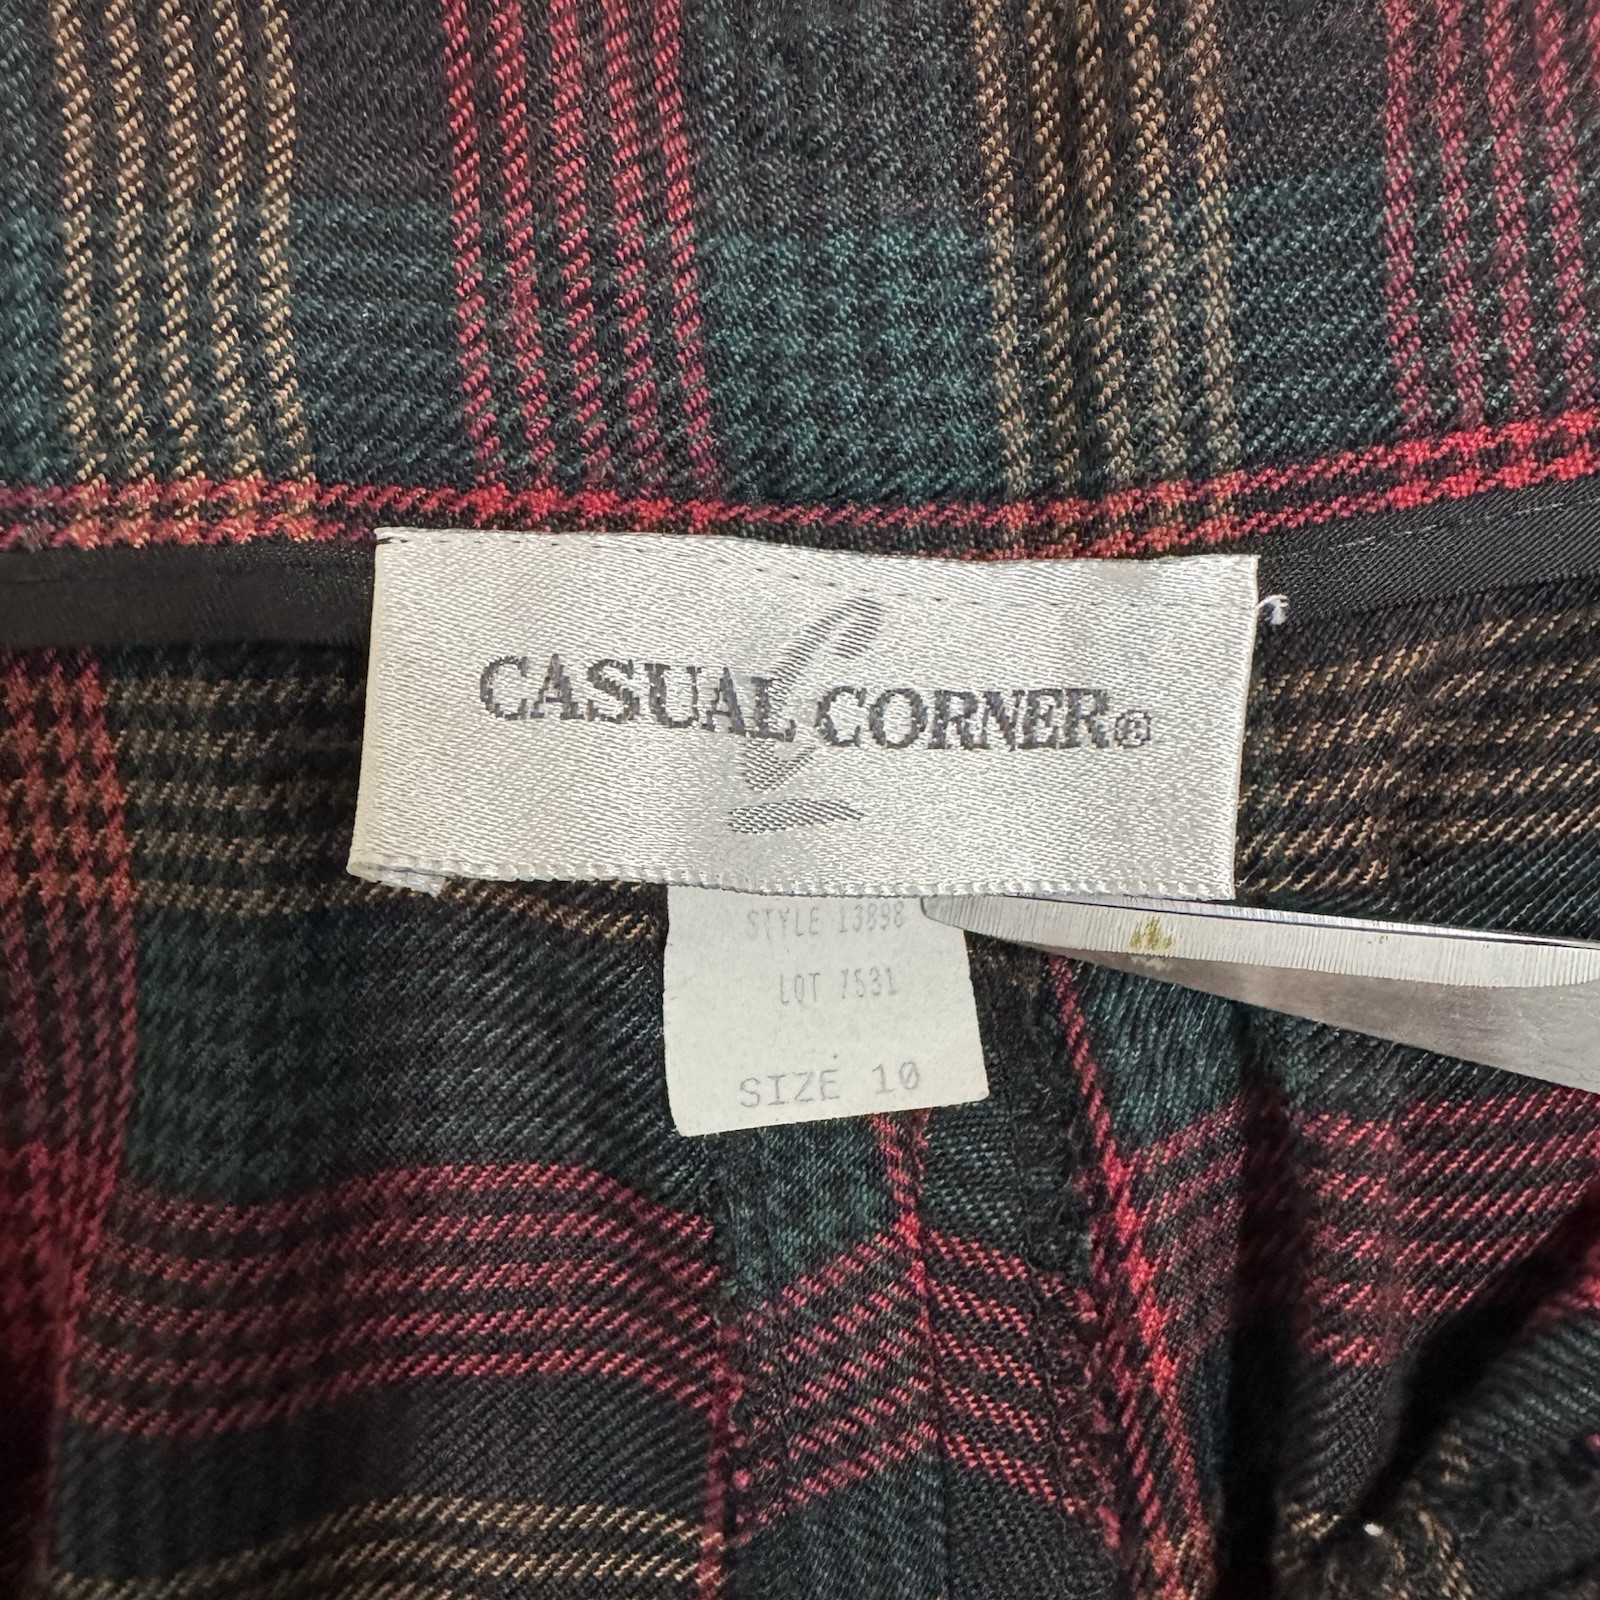 CASUAL CORNER®
STYLE 13898
LOT 7531
SIZE 10